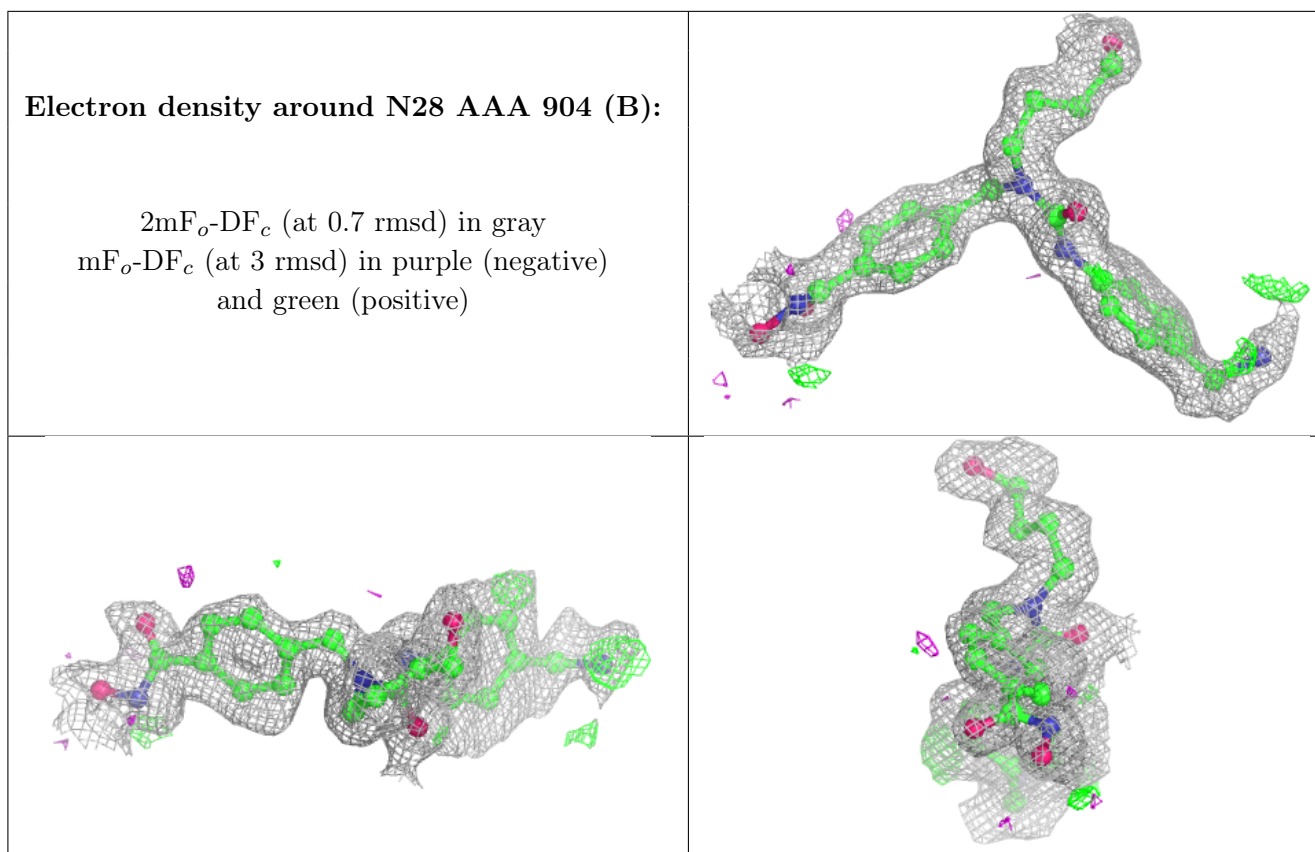 Electron density around N28 AAA 904 (B):
2mFₒ-DF𝒸 (at 0.7 rmsd) in gray
mFₒ-DF𝒸 (at 3 rmsd) in purple (negative)
and green (positive)